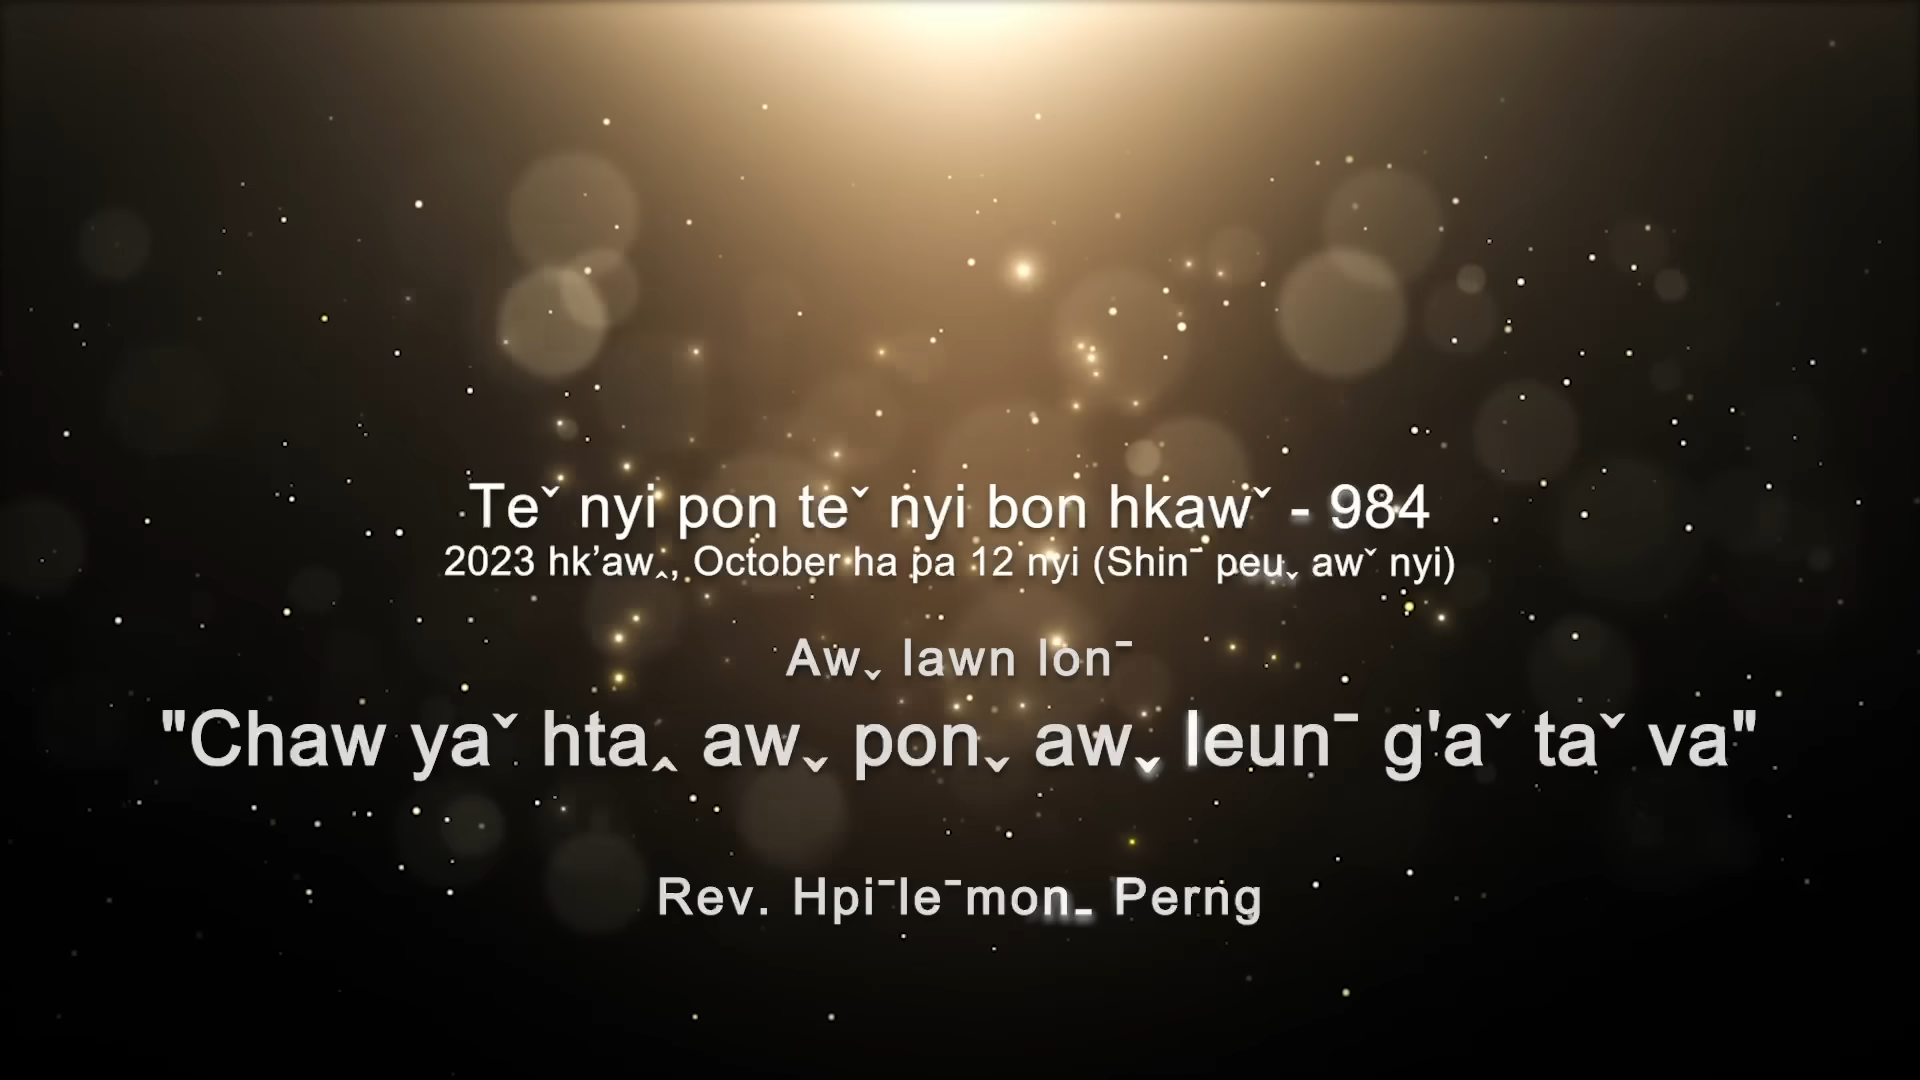 Teˇ nyi pon teˇ nyi bon hkawˇ - 984
2023 hk’aw‸, October ha pa 12 nyi (Shinˉ peuˬ awˇ nyi)
Awˬ lawn lonˉ
"Chaw yaˇ hta‸ awˬ ponˬ awˬ leunˉ g'aˇ taˇ va"
Rev. Hpiˉleˉmonˍ Perng